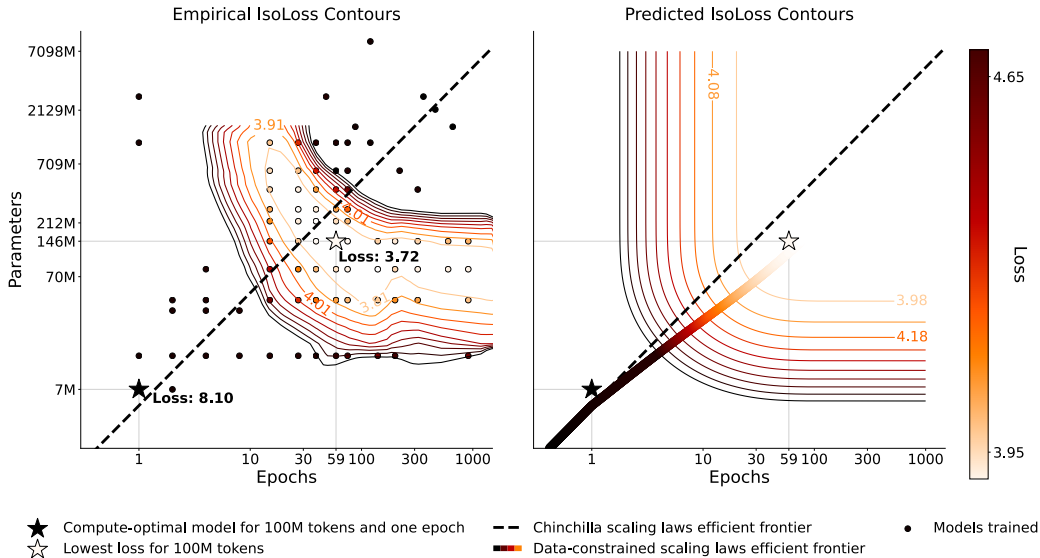 Empirical IsoLoss Contours
Predicted IsoLoss Contours
7098M
2129M
709M
212M
146M
70M
7M
Parameters
3.91
4.01
4.01
Loss: 3.72
Loss: 8.10
1
10
30
59
100
300
1000
Epochs
4.08
3.98
4.18
1
10
30
59
100
300
1000
Epochs
4.65
3.95
Loss
Compute-optimal model for 100M tokens and one epoch
Lowest loss for 100M tokens
Chinchilla scaling laws efficient frontier
Data-constrained scaling laws efficient frontier
Models trained